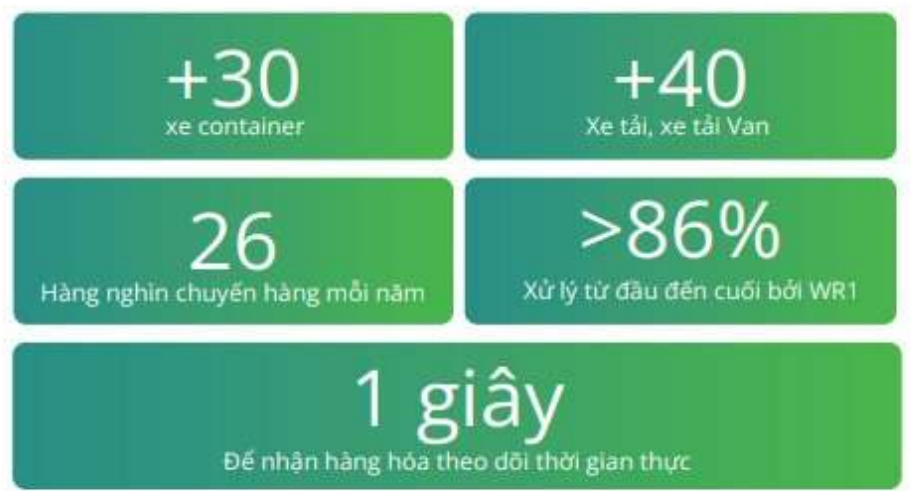 +30
xe container
+40
Xe tải, xe tải Van
26
Hàng nghìn chuyến hàng mỗi năm
>86%
Xử lý từ đầu đến cuối bởi WR1
1 giây
Để nhận hàng hóa theo dõi thời gian thực